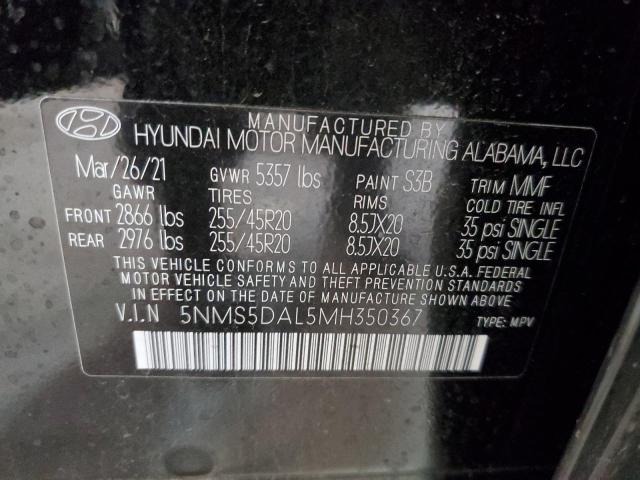 MANUFACTURED BY
HYUNDAI MOTOR MANUFACTURING ALABAMA, LLC
Mar/26/21 GVWR 5357 lbs PAINT S3B TRIM MMF
GAWR TIRES RIMS COLD TIRE INFL
FRONT 2866 lbs 255/45R20 8.5JX20 35 psi SINGLE
REAR 2976 lbs 255/45R20 8.5JX20 35 psi SINGLE
THIS VEHICLE CONFORMS TO ALL APPLICABLE U.S.A. FEDERAL
MOTOR VEHICLE SAFETY AND THEFT PREVENTION STANDARDS
IN EFFECT ON THE DATE OF MANUFACTURE SHOWN ABOVE.
V.I.N 5NMS5DAL5MH350367 TYPE: MPV